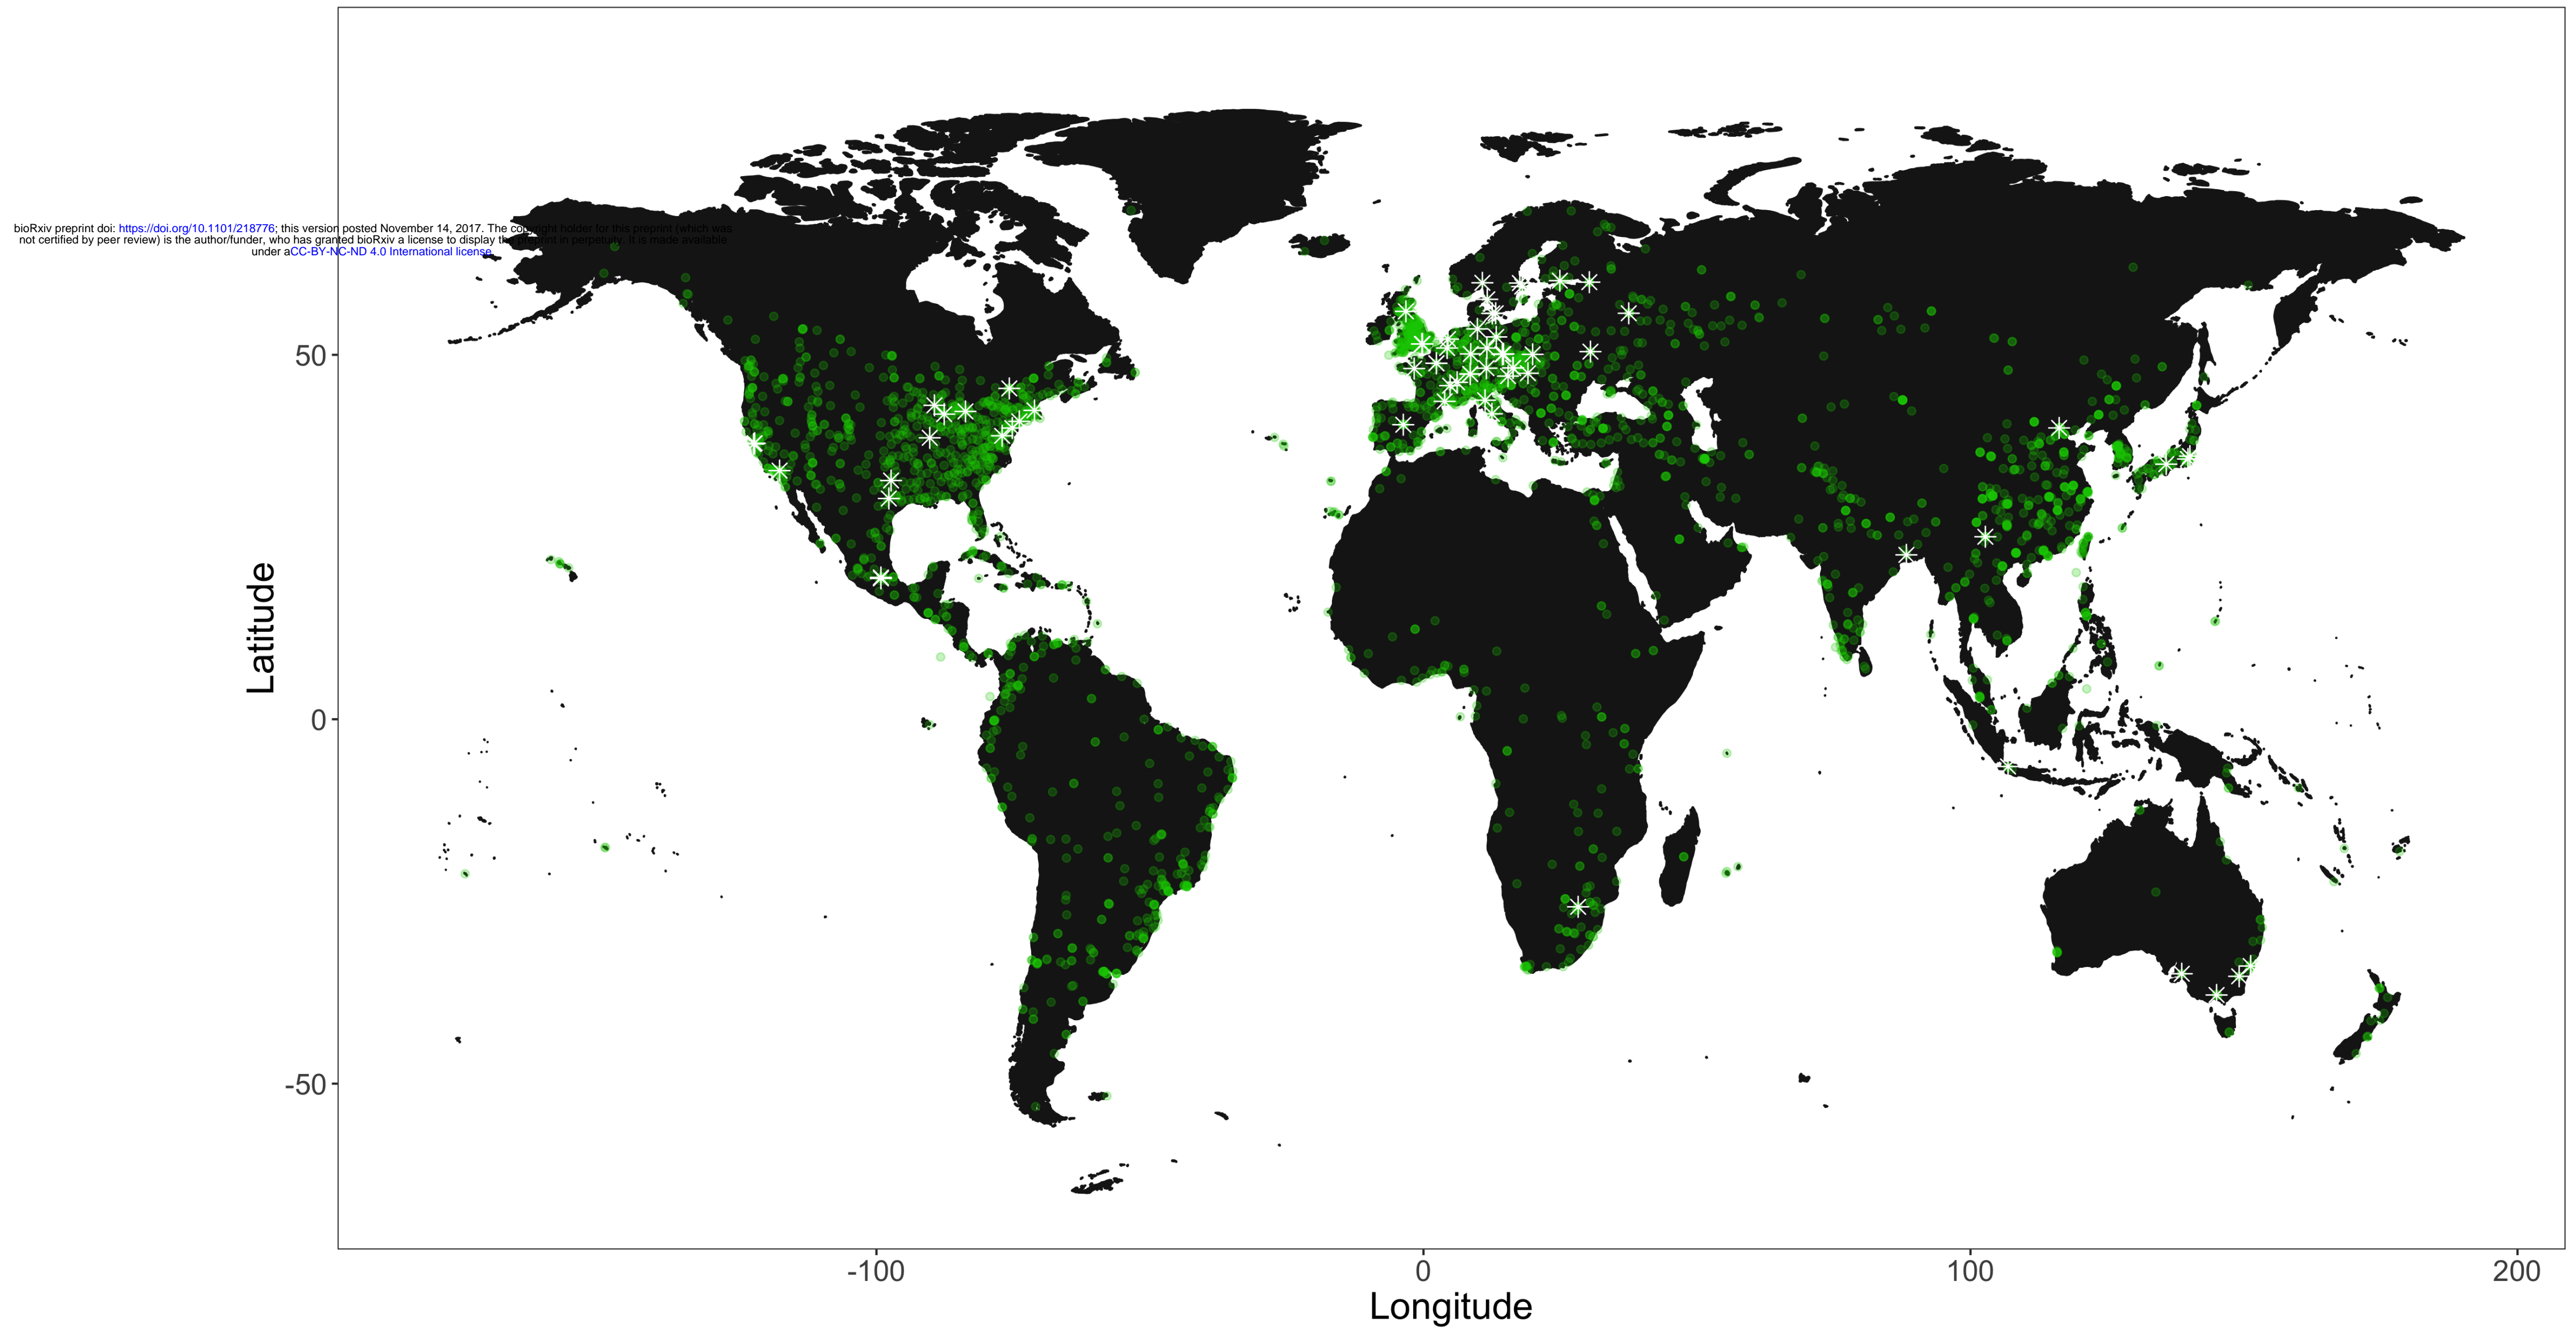 bioRxiv preprint doi: https://doi.org/10.1101/218776; this version posted November 14, 2017. The copyright holder for this preprint (which was
not certified by peer review) is the author/funder, who has granted bioRxiv a license to display the preprint in perpetuity. It is made available
under aCC-BY-NC-ND 4.0 International license.
50
0
-50
Latitude
-100
0
100
200
Longitude